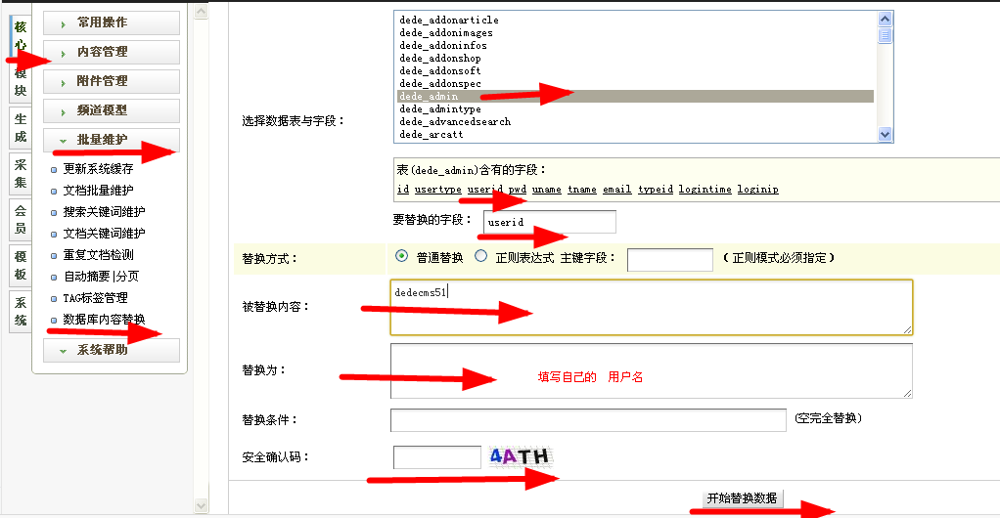 核心
模块
生成
采集
会员
模板
系统
常用操作
内容管理
附件管理
频道模型
批量维护
更新系统缓存
文档批量维护
搜索关键词维护
文档关键词维护
重复文档检测
自动摘要|分页
TAG标签管理
数据库内容替换
系统帮助
选择数据表与字段：
dede_addonarticle
dede_addonimages
dede_addoninfos
dede_addonshop
dede_addonsoft
dede_addonspec
dede_admin
dede_admintype
dede_advancedsearch
dede_arcatt
表(dede_admin)含有的字段：
id usertype userid pwd uname tname email typeid logintime loginip
要替换的字段： userid
替换方式： 普通替换 正则表达式 主键字段： （正则模式必须指定）
被替换内容： dedecms51
替换为： 填写自己的 用户名
替换条件： (空完全替换)
安全确认码： 4ATH
开始替换数据